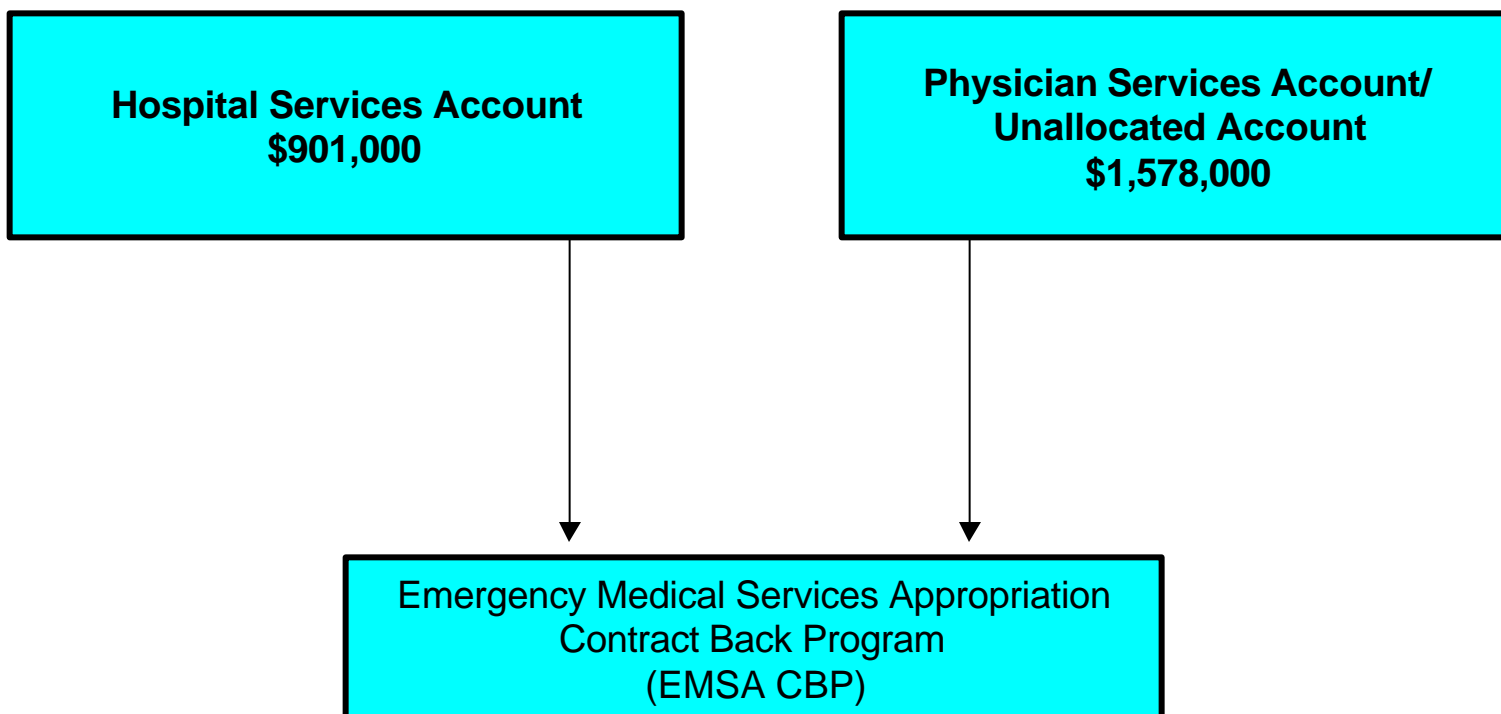 Hospital Services Account
$901,000
Physician Services Account/
Unallocated Account
$1,578,000
Emergency Medical Services Appropriation
Contract Back Program
(EMSA CBP)